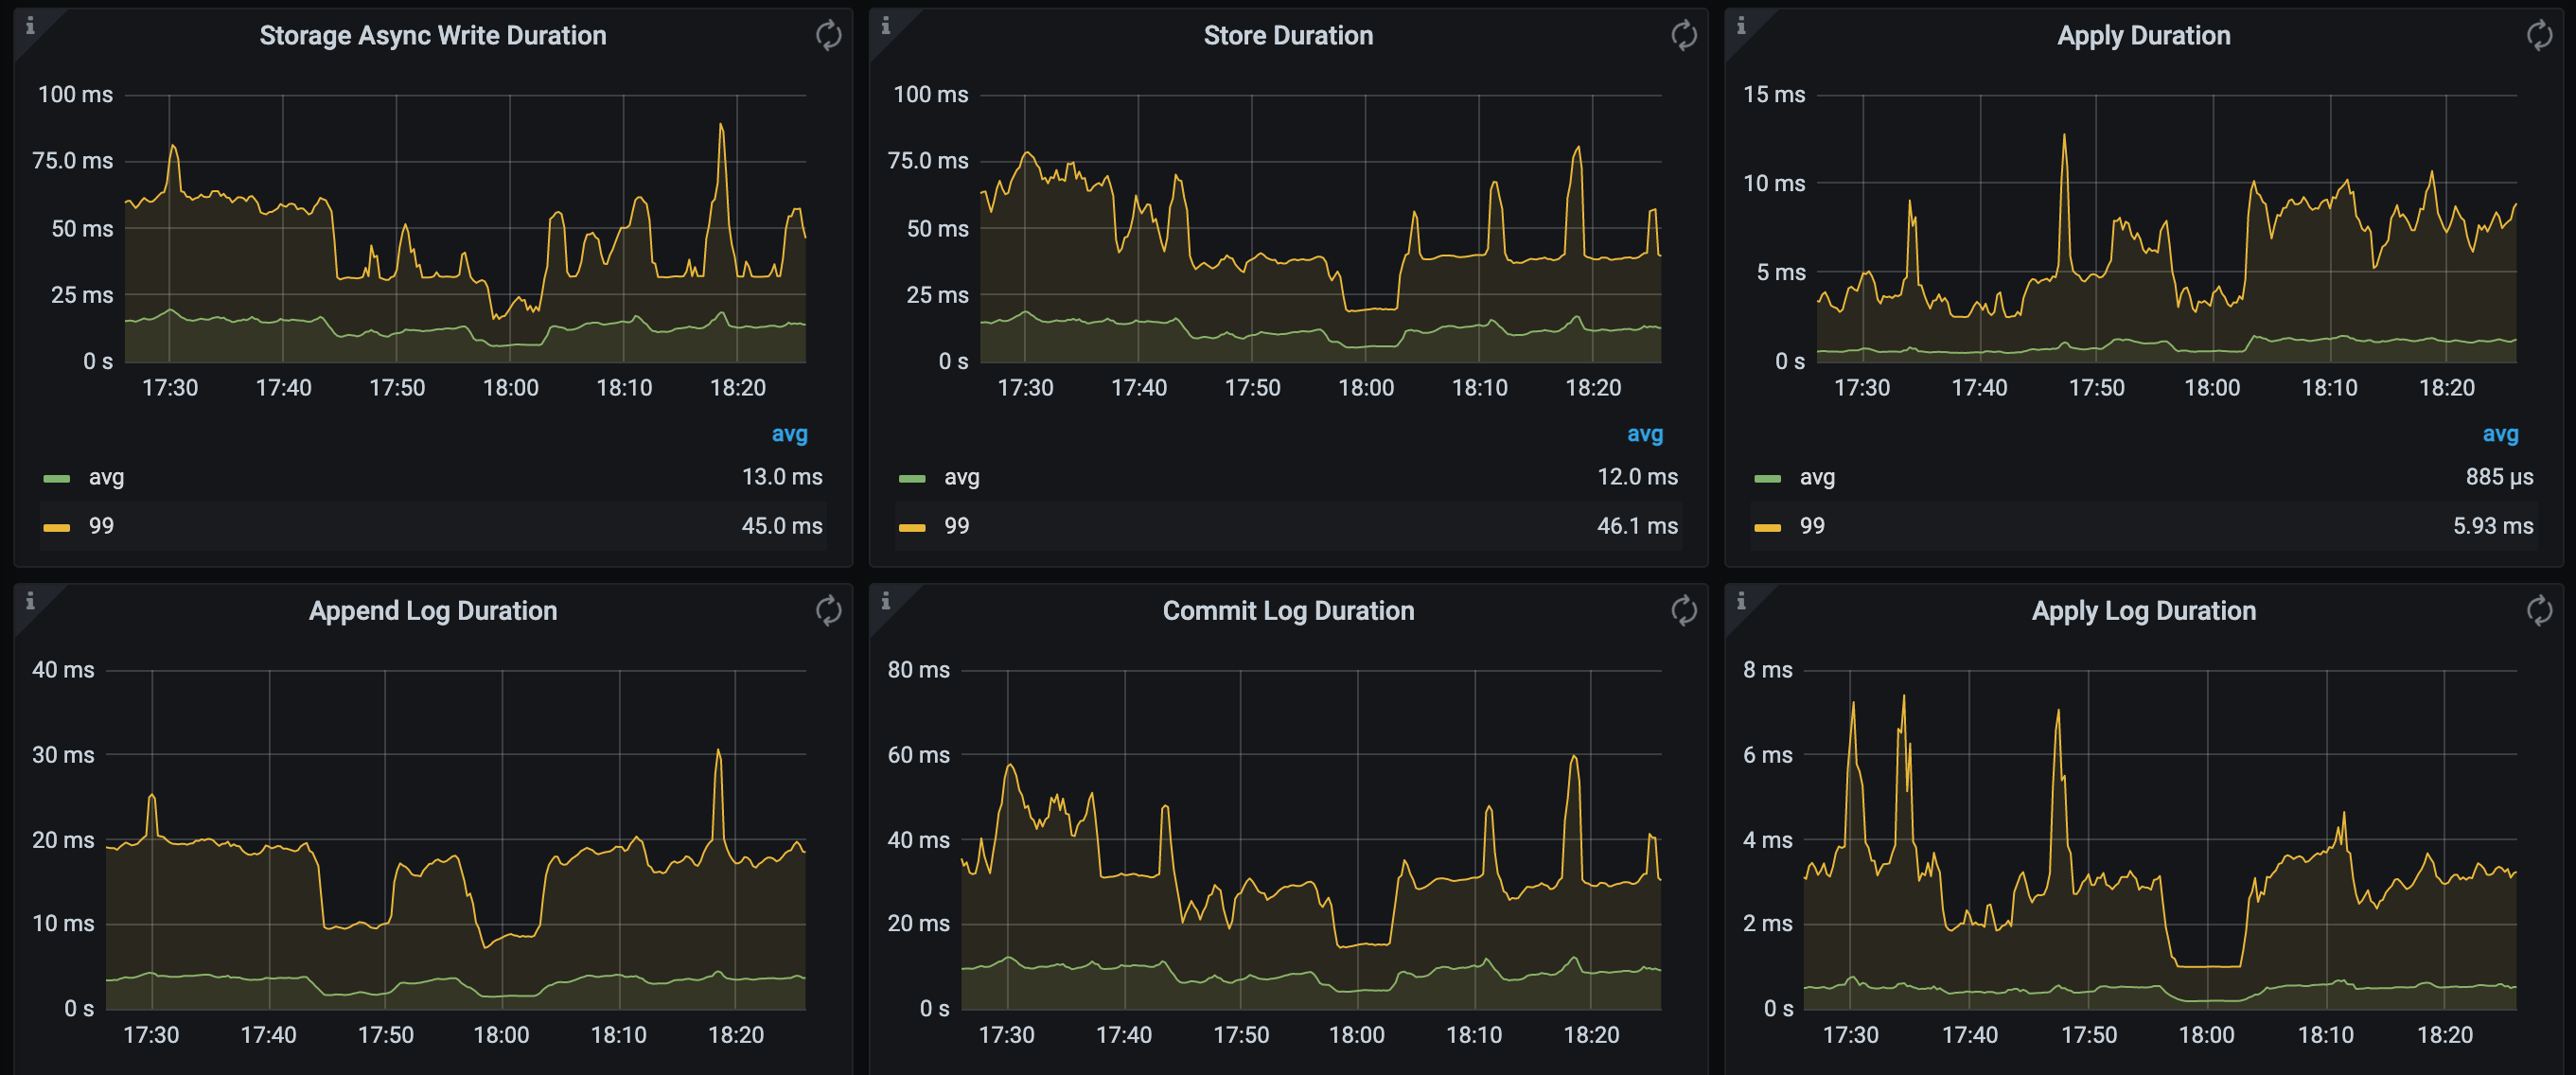 Storage Async Write Duration
100 ms
75.0 ms
50 ms
25 ms
0 s
17:30 17:40 17:50 18:00 18:10 18:20
avg
avg 13.0 ms
99 45.0 ms
Store Duration
100 ms
75.0 ms
50 ms
25 ms
0 s
17:30 17:40 17:50 18:00 18:10 18:20
avg
avg 12.0 ms
99 46.1 ms
Apply Duration
15 ms
10 ms
5 ms
0 s
17:30 17:40 17:50 18:00 18:10 18:20
avg
avg 885 µs
99 5.93 ms
Append Log Duration
40 ms
30 ms
20 ms
10 ms
0 s
17:30 17:40 17:50 18:00 18:10 18:20
Commit Log Duration
80 ms
60 ms
40 ms
20 ms
0 s
17:30 17:40 17:50 18:00 18:10 18:20
Apply Log Duration
8 ms
6 ms
4 ms
2 ms
0 s
17:30 17:40 17:50 18:00 18:10 18:20